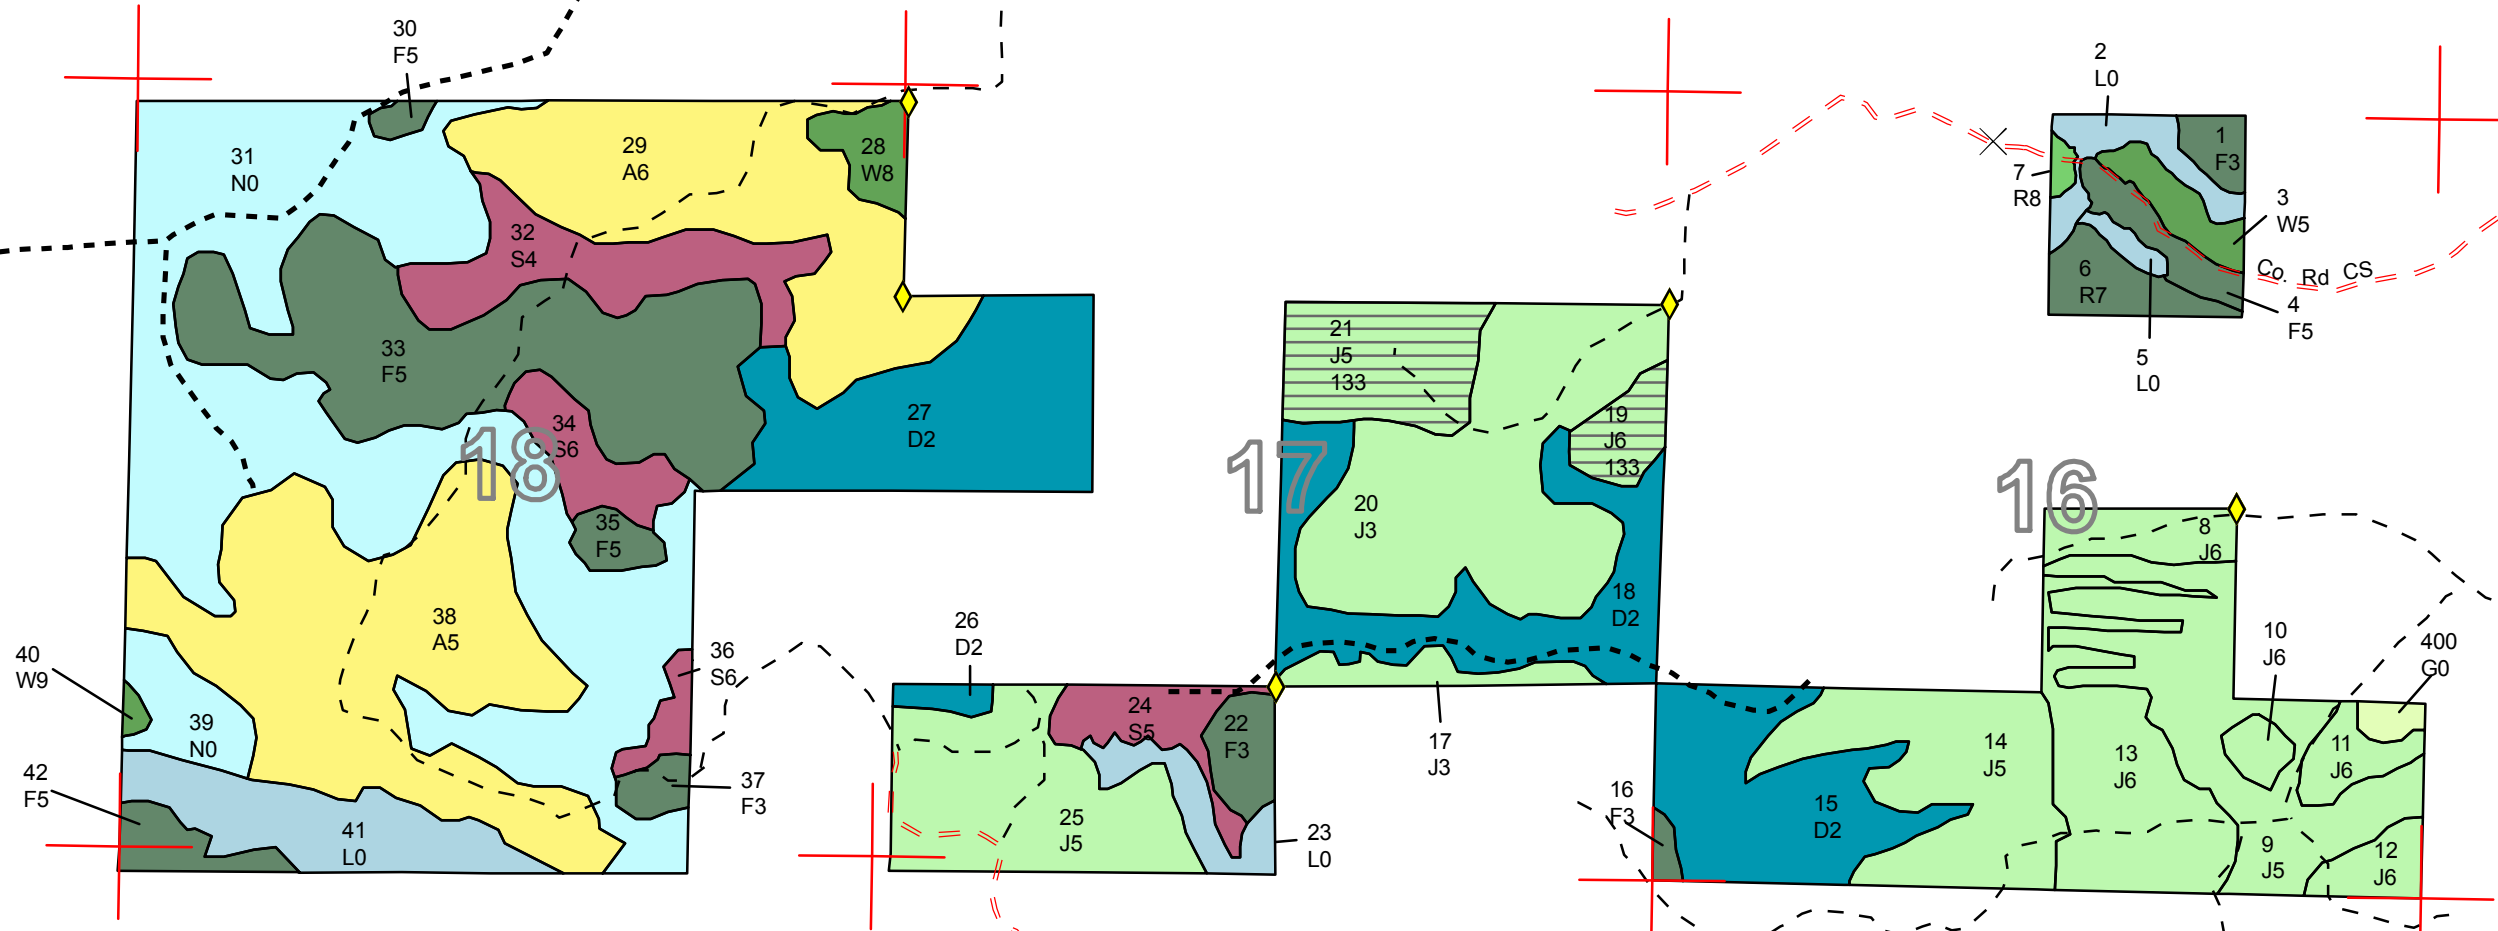 30
F5
31
N0
29
A6
28
W8
32
S4
33
F5
34
S6
27
D2
18
35
F5
38
A5
40
W9
39
N0
36
S6
37
F3
42
F5
41
L0
26
D2
24
S5
22
F3
25
J5
23
L0
17
21
J5
133
19
J6
133
20
J3
18
D2
17
J3
2
L0
1
F3
7
R8
3
W5
6
R7
Co. Rd CS
4
F5
5
L0
16
8
J6
10
J6
400
G0
14
J5
13
J6
11
J6
16
F3
15
D2
9
J5
12
J6